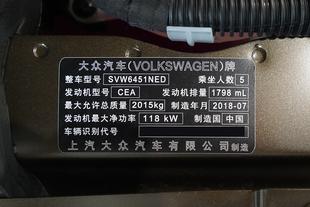 大众汽车(VOLKSWAGEN)牌
整车型号 SVW6451NED 乘坐人数 5
发动机型号 CEA 发动机排量 1798 mL
最大允许总质量 2015kg 制造年月 2018-07
发动机最大净功率 118 kW 制造国 中国
车辆识别代号
上汽大众汽车有限公司 制造